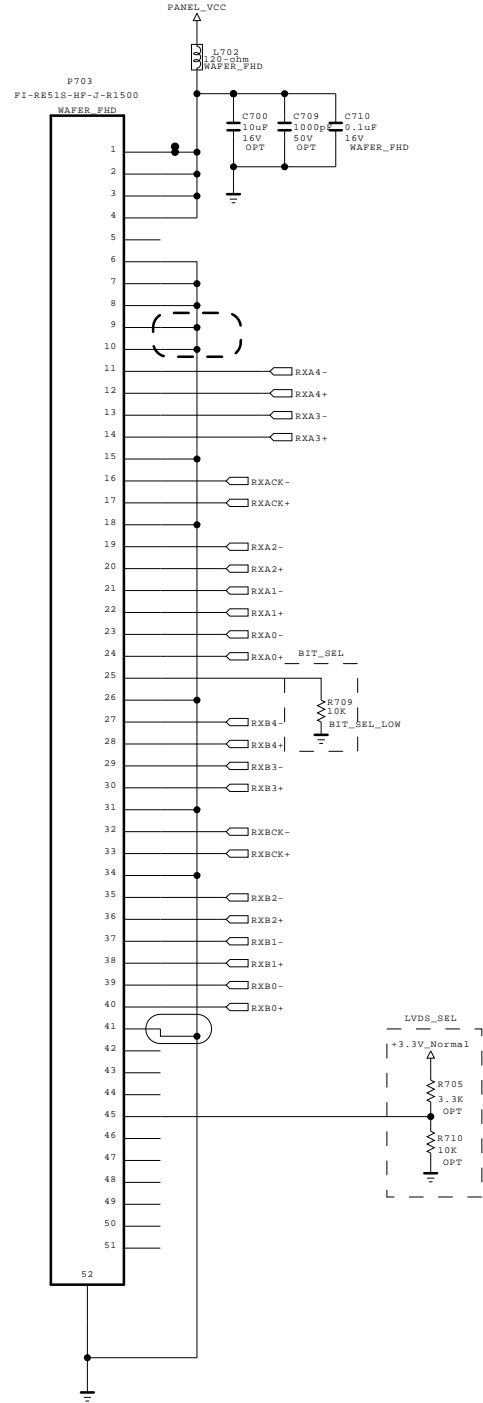 PANEL_VCC
L702
120-ohm
WAFER_FHD
P703
FI-RE51S-HF-J-R1500
WAFER_FHD
C700
10uF
16V
OPT
C709
1000pF
50V
OPT
C710
0.1uF
16V
WAFER_FHD
1
2
3
4
5
6
7
8
9
10
11 RXA4-
12 RXA4+
13 RXA3-
14 RXA3+
15
16 RXACK-
17 RXACK+
18
19 RXA2-
20 RXA2+
21 RXA1-
22 RXA1+
23 RXA0-
24 RXA0+
BIT_SEL
25
R709
10K
BIT_SEL_LOW
26
27 RXB4-
28 RXB4+
29 RXB3-
30 RXB3+
31
32 RXBCK-
33 RXBCK+
34
35 RXB2-
36 RXB2+
37 RXB1-
38 RXB1+
39 RXB0-
40 RXB0+
LVDS_SEL
41
+3.3V_Normal
42
43
44
R705
3.3K
OPT
45
R710
10K
OPT
46
47
48
49
50
51
52